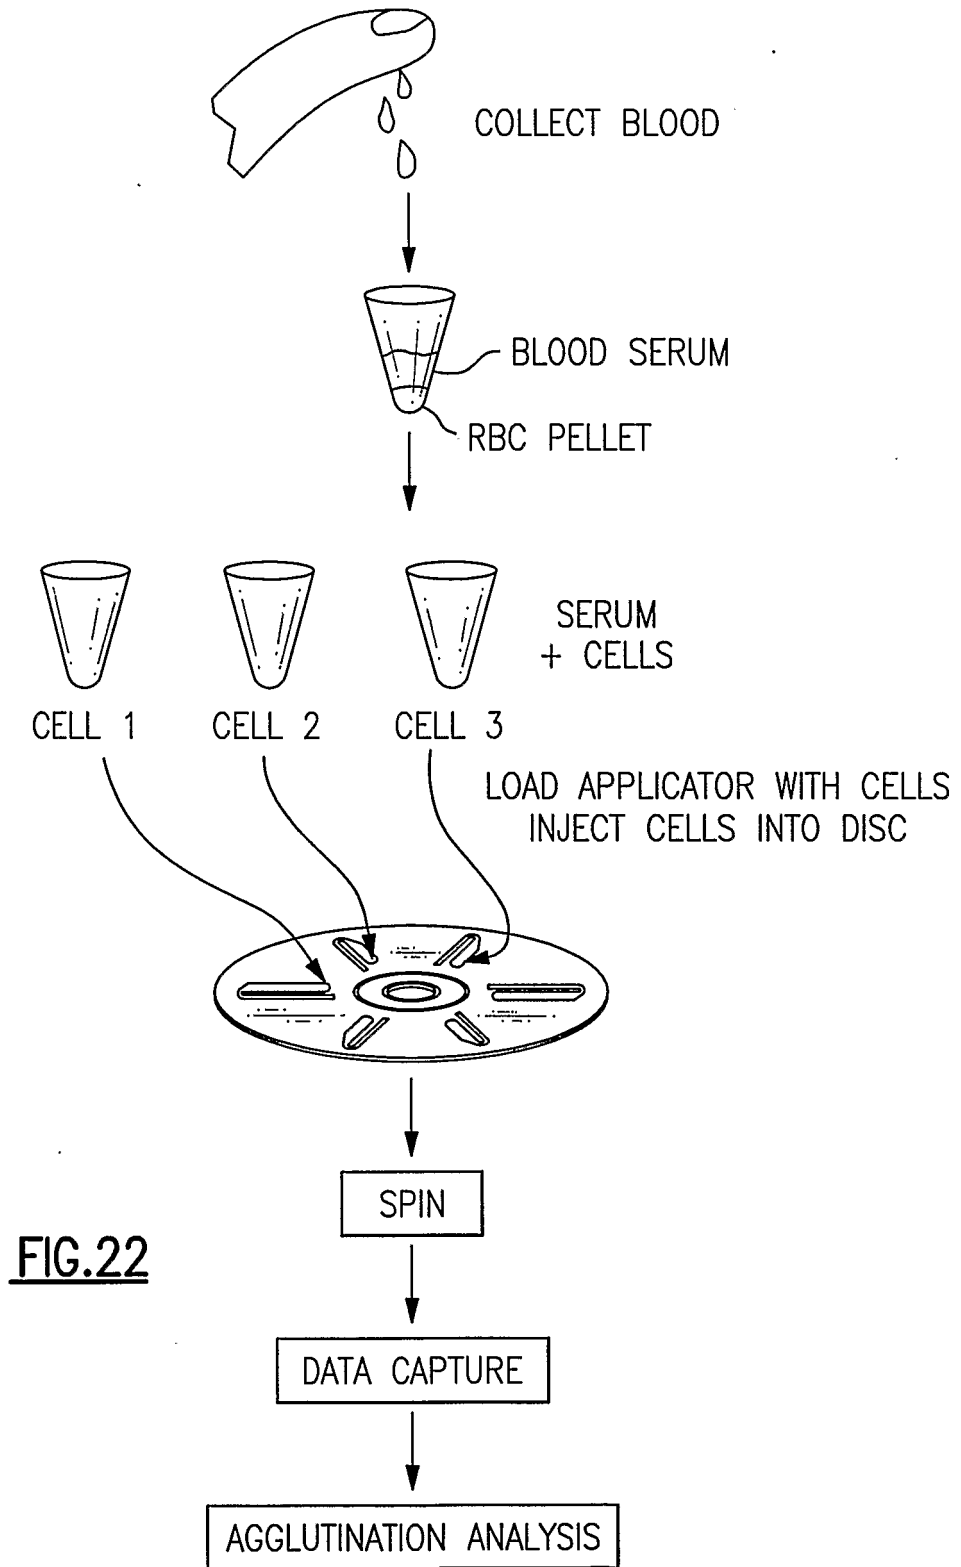 COLLECT BLOOD
BLOOD SERUM
RBC PELLET
SERUM
+ CELLS
CELL 1
CELL 2
CELL 3
LOAD APPLICATOR WITH CELLS
INJECT CELLS INTO DISC
SPIN
FIG.22
DATA CAPTURE
AGGLUTINATION ANALYSIS